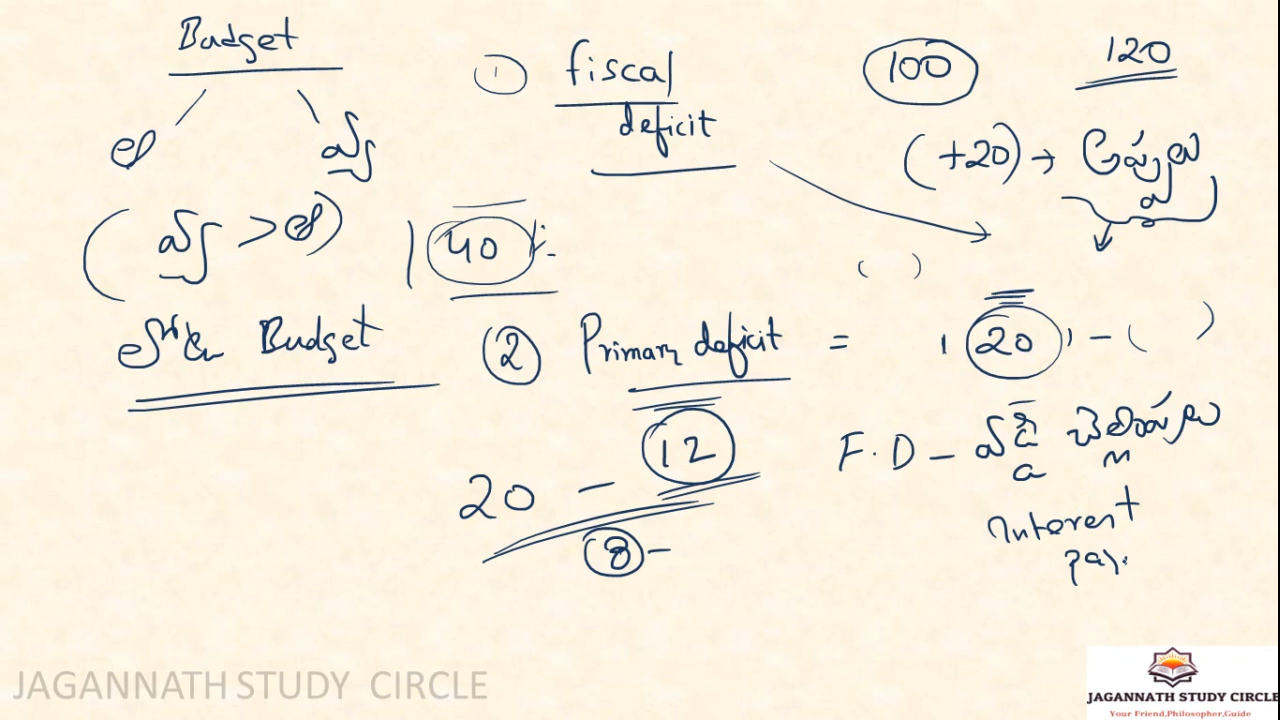 Budget
ఆ వ్య
(వ్య > ఆ)
లోటు Budget
① fiscal
deficit
100 120
(+20) → అప్పులు
40%
( )
② Primary deficit = (20) - ( )
F.D - వడ్డీ చెల్లింపులు
Interest
pay.
20 - 12
8 -
JAGANNATH STUDY CIRCLE
JAGANNATH STUDY CIRCLE
Your Friend,Philosopher,Guide